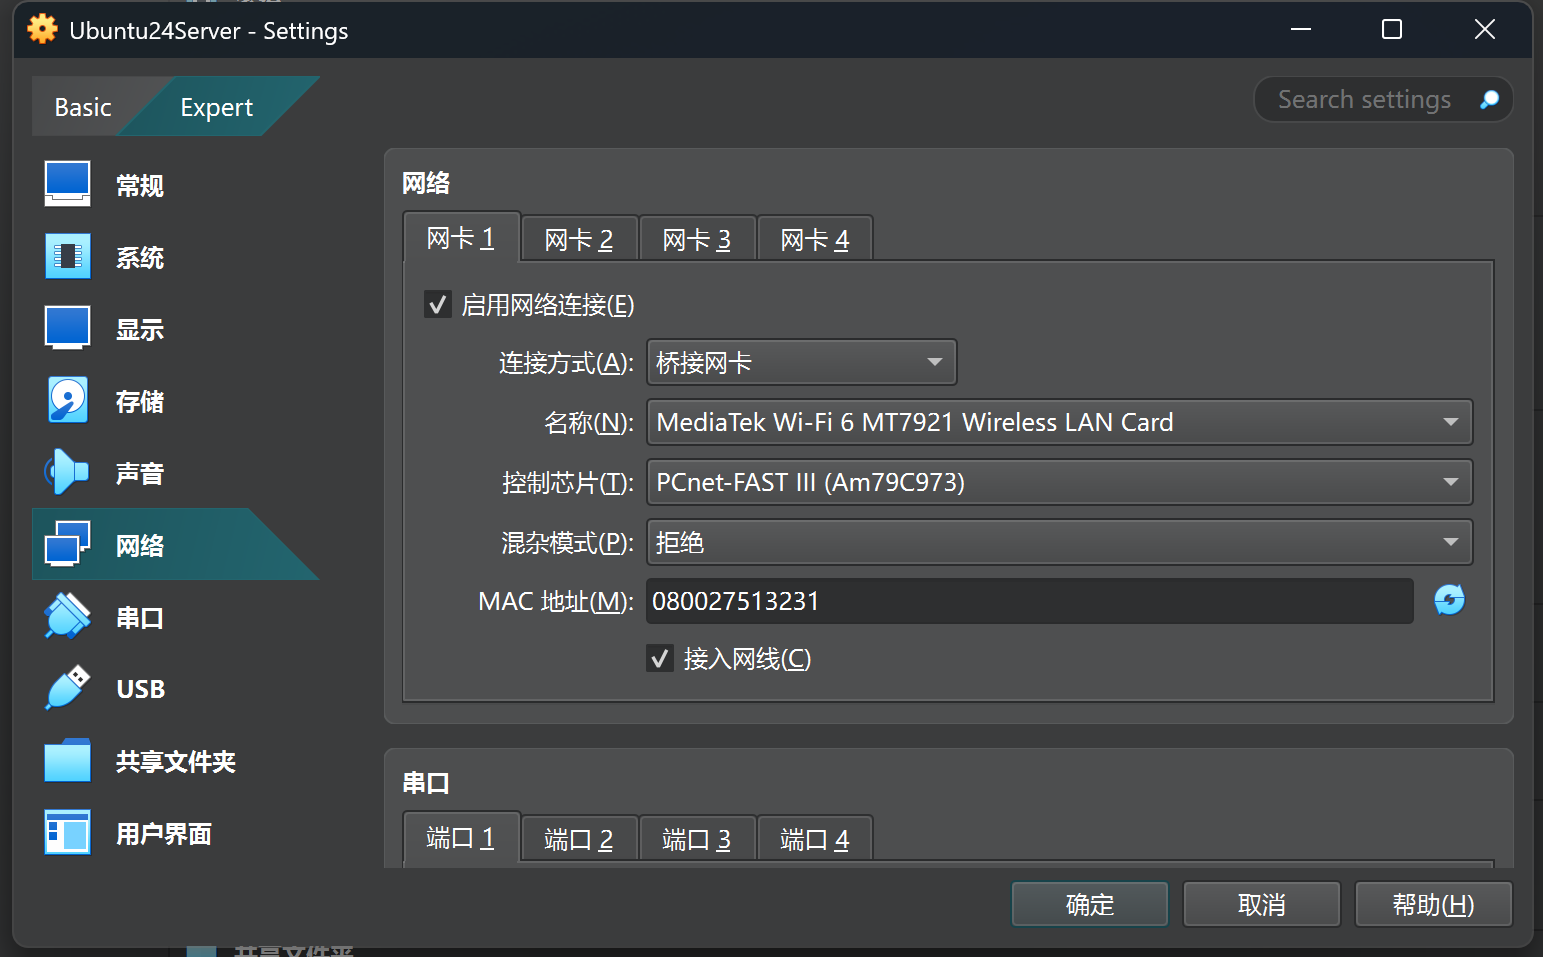 Ubuntu24Server - Settings
Basic
Expert
Search settings
常规
系统
显示
存储
声音
网络
串口
USB
共享文件夹
用户界面
网络
网卡 1
网卡 2
网卡 3
网卡 4
启用网络连接(E)
连接方式(A): 桥接网卡
名称(N): MediaTek Wi-Fi 6 MT7921 Wireless LAN Card
控制芯片(T): PCnet-FAST III (Am79C973)
混杂模式(P): 拒绝
MAC 地址(M): 080027513231
接入网线(C)
串口
端口 1
端口 2
端口 3
端口 4
确定
取消
帮助(H)
共享文件夹